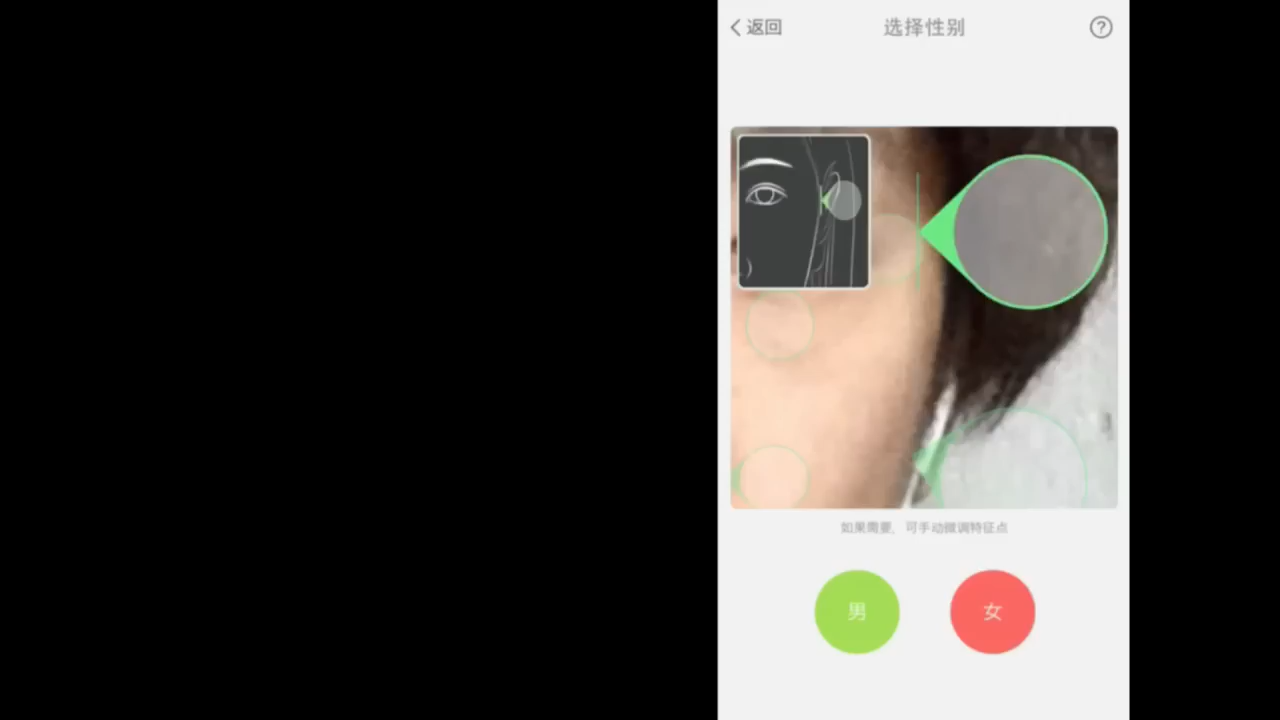 返回
选择性别
?
如果需要，可手动微调特征点
男
女